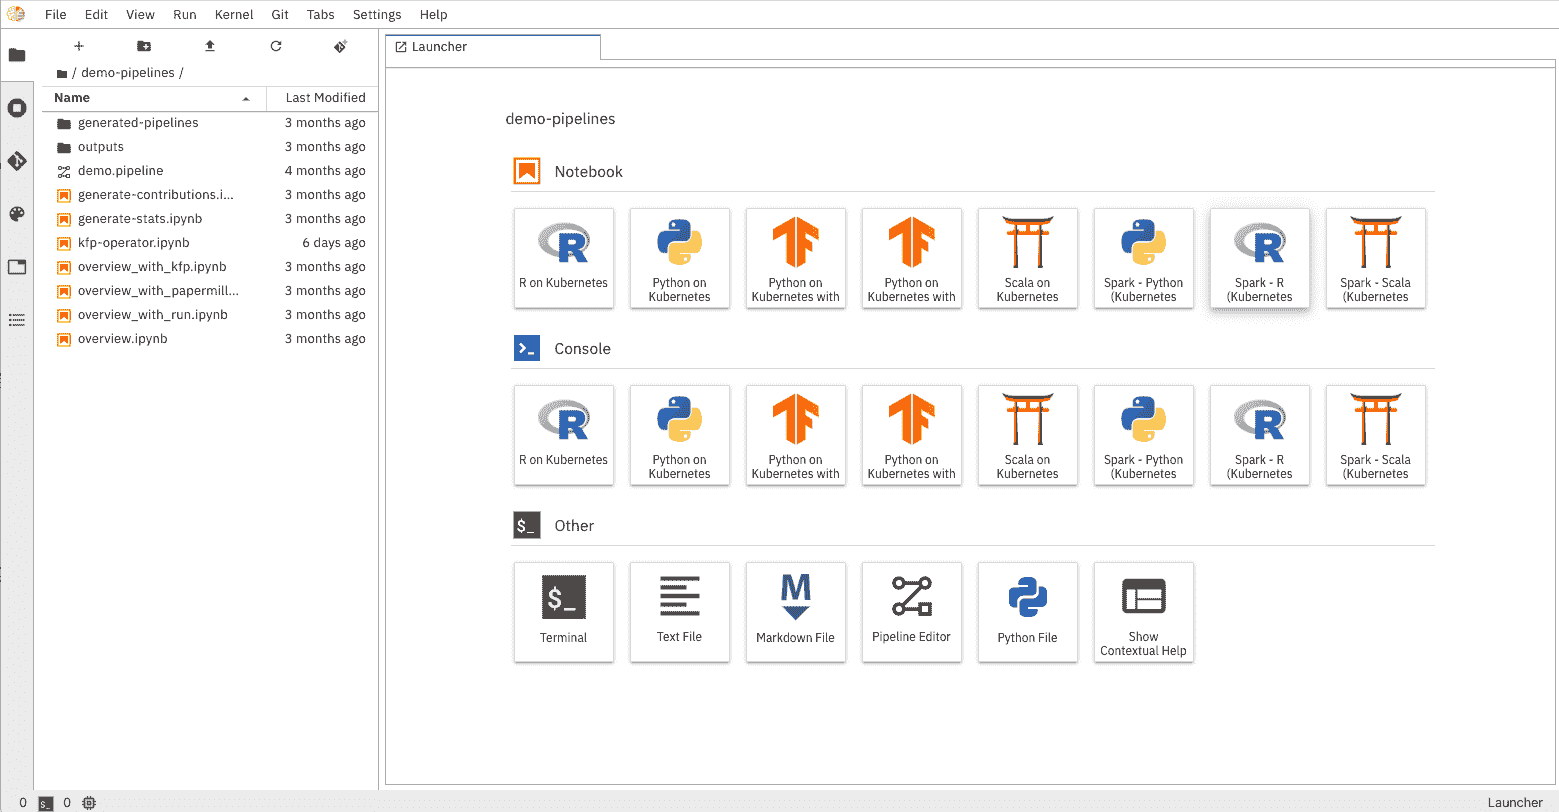 File Edit View Run Kernel Git Tabs Settings Help
/ demo-pipelines /
Name Last Modified
generated-pipelines 3 months ago
outputs 3 months ago
demo.pipeline 4 months ago
generate-contributions.i... 3 months ago
generate-stats.ipynb 3 months ago
kfp-operator.ipynb 6 days ago
overview_with_kfp.ipynb 3 months ago
overview_with_papermill... 3 months ago
overview_with_run.ipynb 3 months ago
overview.ipynb 3 months ago
Launcher
demo-pipelines
Notebook
R on Kubernetes
Python on
Kubernetes
Python on
Kubernetes with
Python on
Kubernetes with
Scala on
Kubernetes
Spark - Python
(Kubernetes
Spark - R
(Kubernetes
Spark - Scala
(Kubernetes
Console
R on Kubernetes
Python on
Kubernetes
Python on
Kubernetes with
Python on
Kubernetes with
Scala on
Kubernetes
Spark - Python
(Kubernetes
Spark - R
(Kubernetes
Spark - Scala
(Kubernetes
$_ Other
$_
Terminal
Text File
M
Markdown File
Pipeline Editor
Python File
Show
Contextual Help
0 $_ 0
Launcher